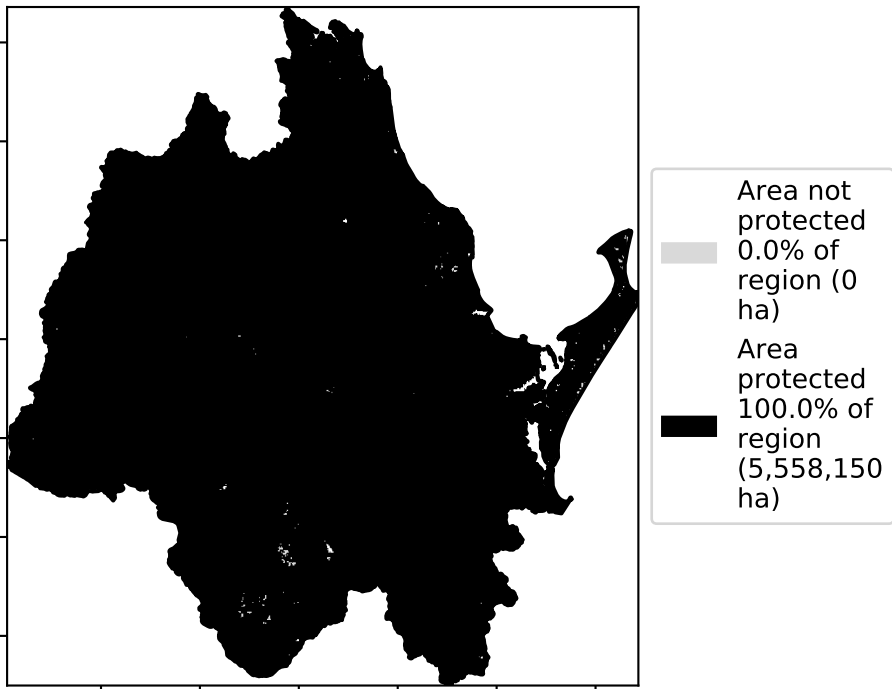 Area not
protected
0.0% of
region (0
ha)
Area
protected
100.0% of
region
(5,558,150
ha)